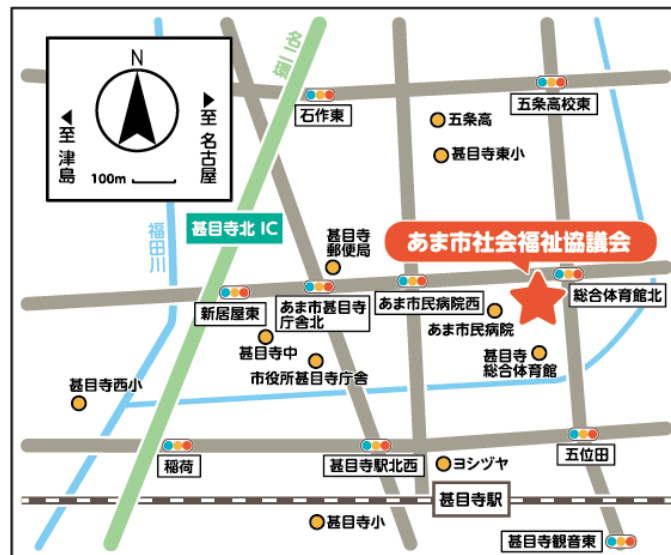 N
至 津島
至 名古屋
100m
名二環
石作東
五条高校東
五条高
甚目寺東小
福田川
甚目寺北 IC
甚目寺
郵便局
あま市社会福祉協議会
新居屋東
あま市甚目寺
庁舎北
あま市民病院西
総合体育館北
あま市民病院
甚目寺中
市役所甚目寺庁舎
甚目寺
総合体育館
甚目寺西小
稲荷
甚目寺駅北西
ヨシヅヤ
五位田
甚目寺駅
甚目寺小
甚目寺観音東